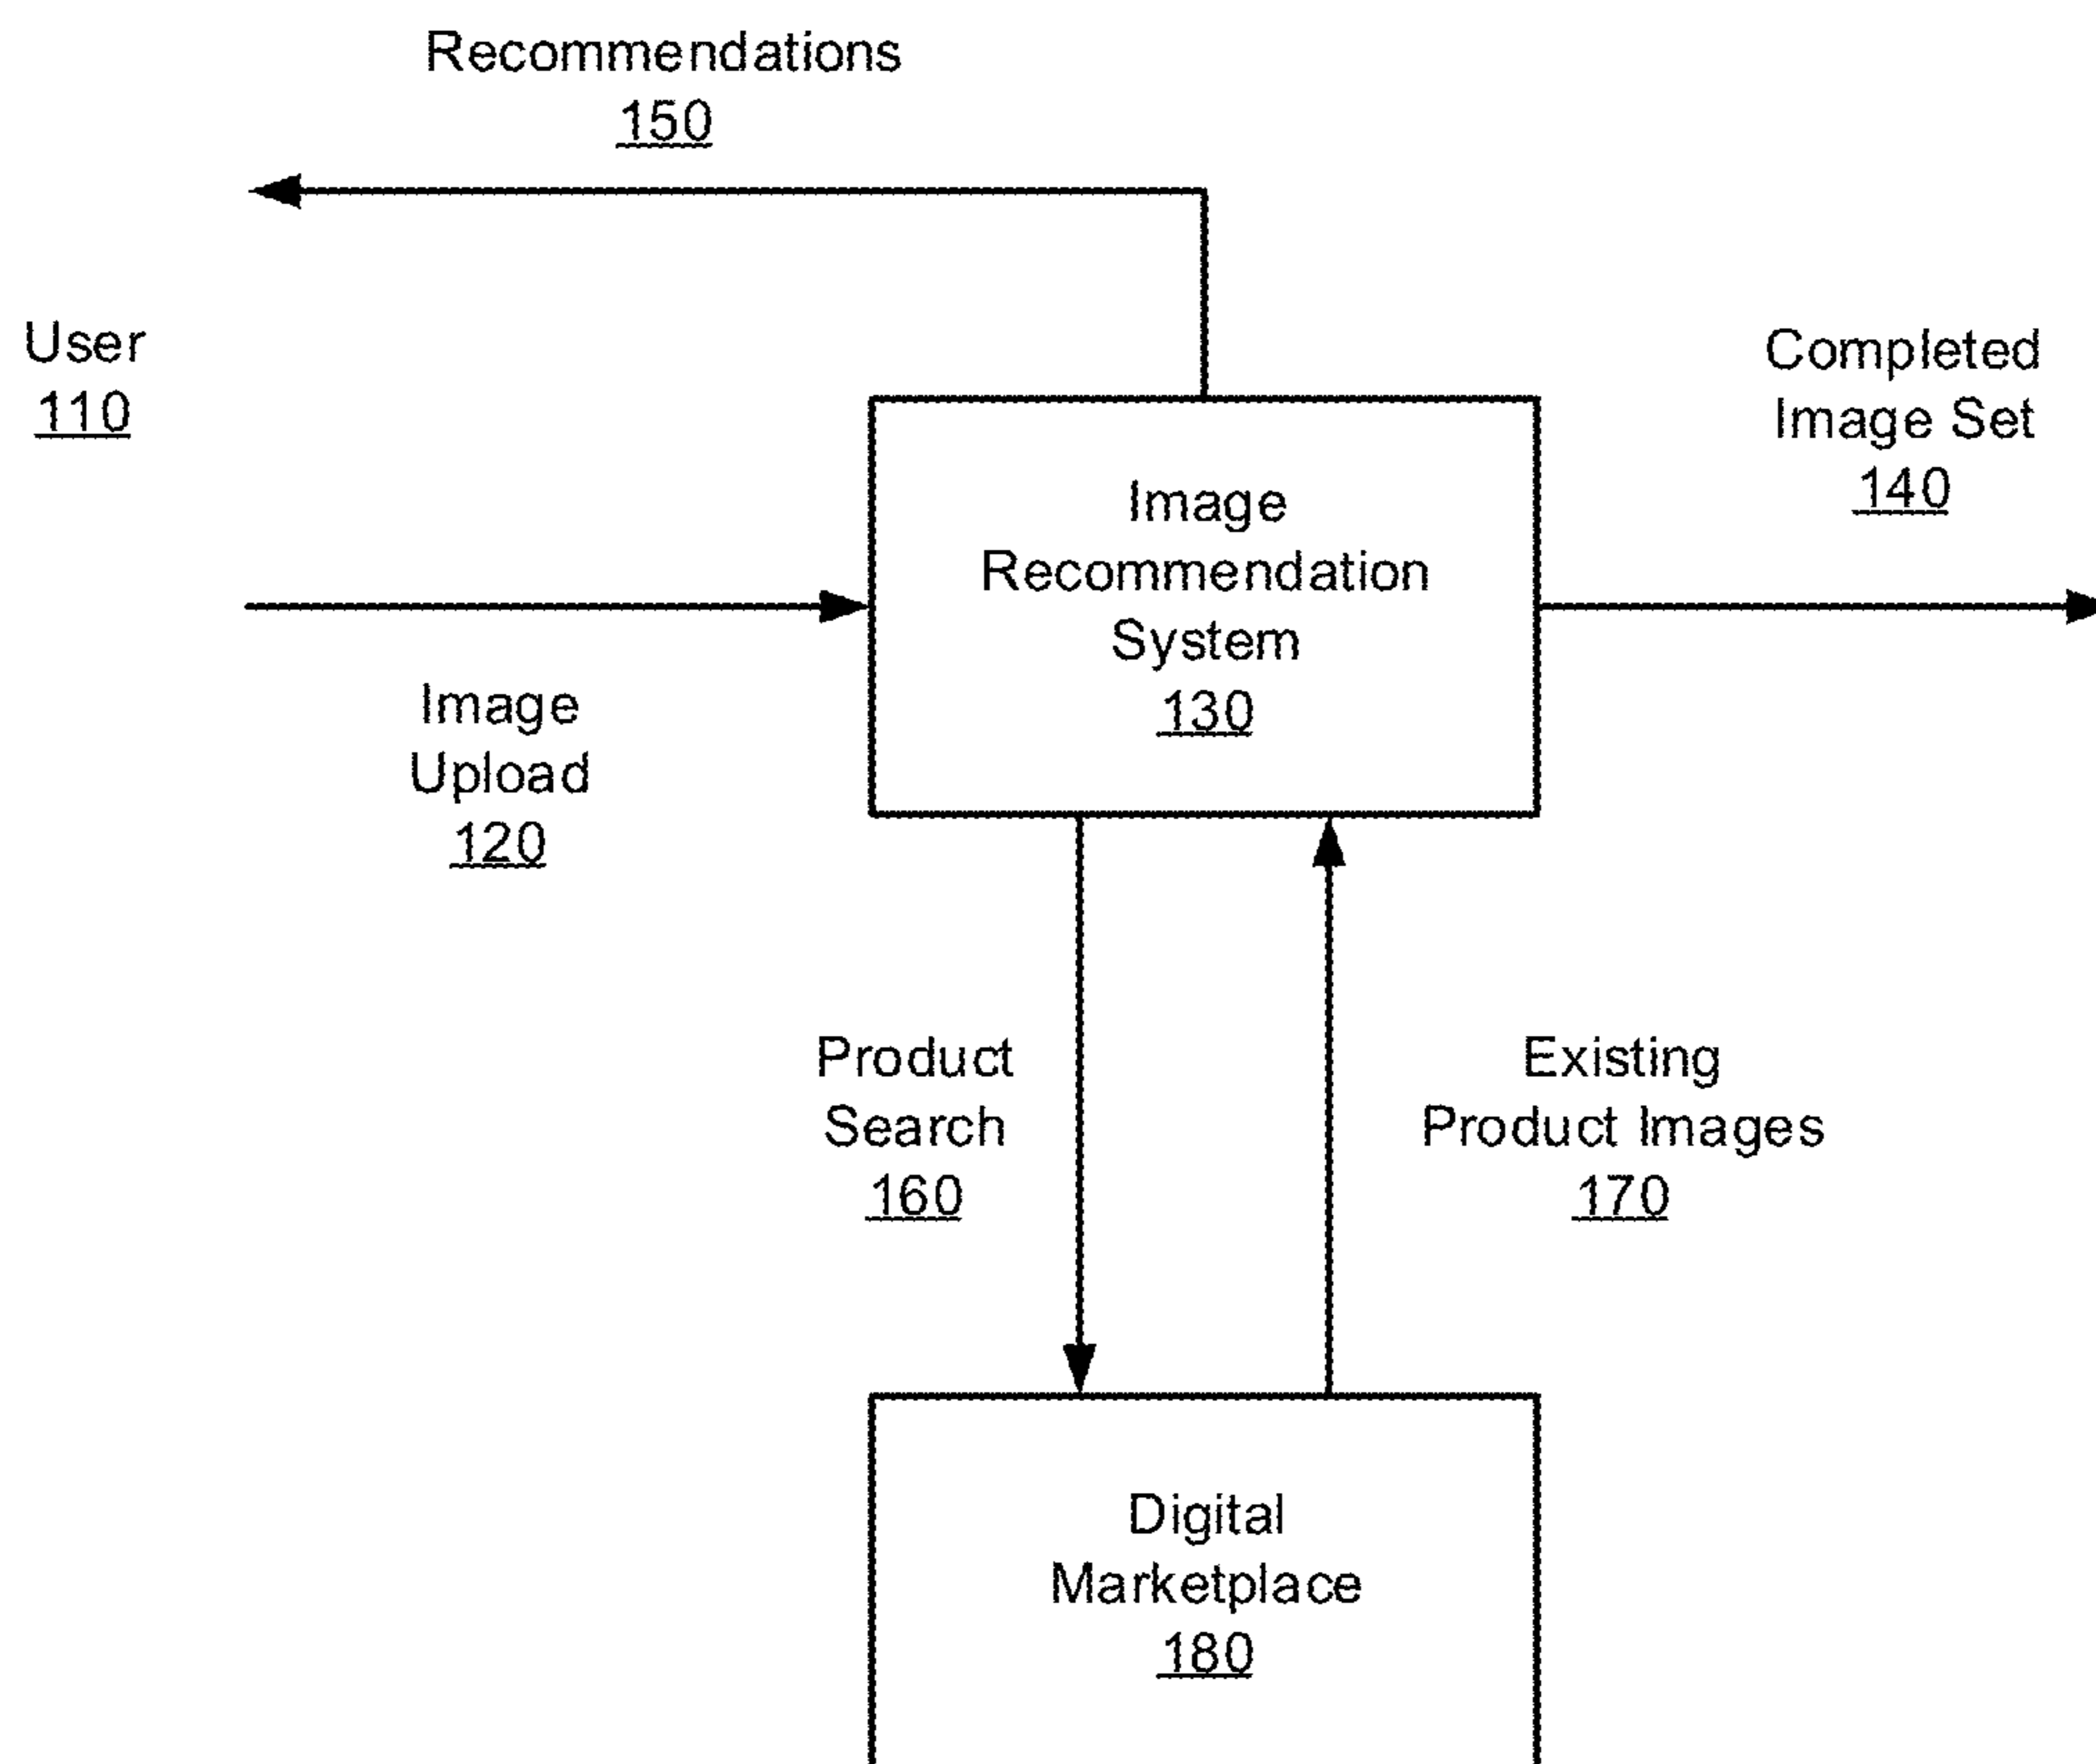 Recommendations
150
User
110
Completed
Image Set
140
Image
Recommendation
System
130
Image
Upload
120
Product
Search
160
Existing
Product Images
170
Digital
Marketplace
180